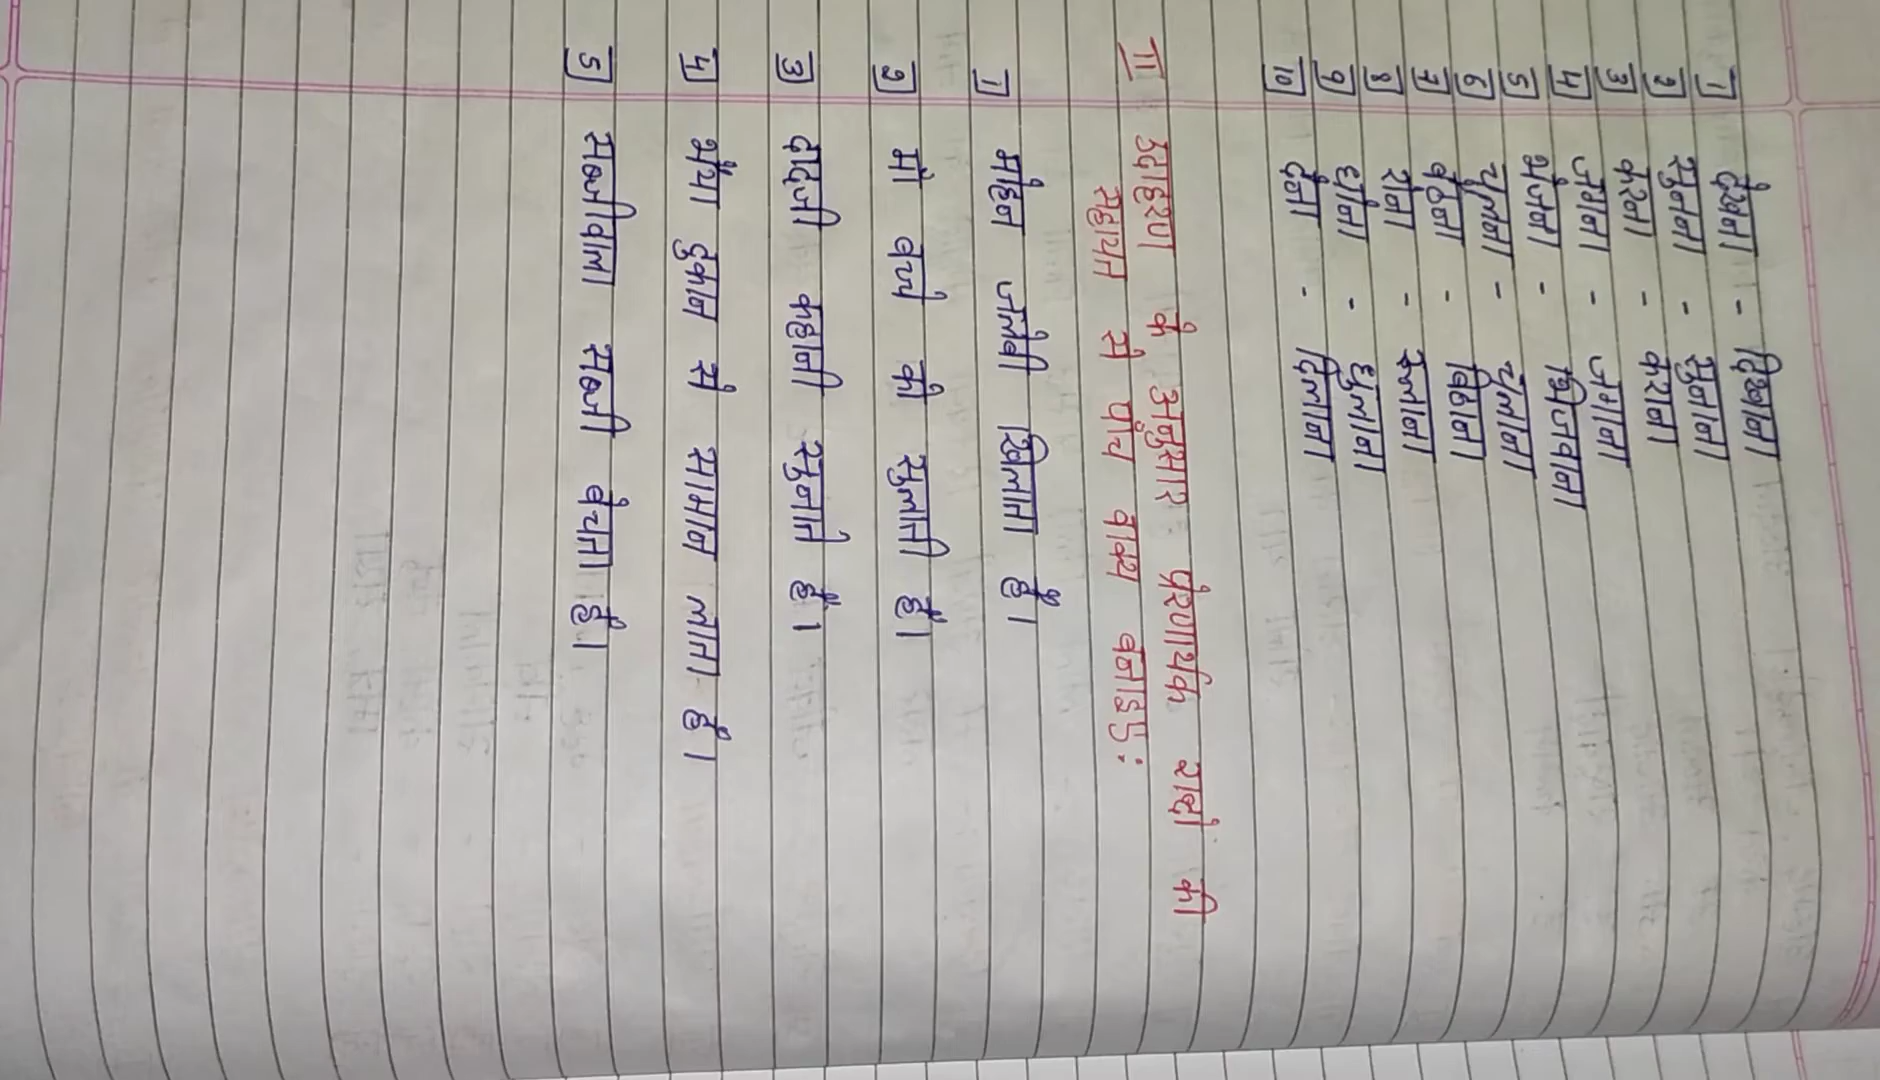 1 देखना - दिखाना
2 सुनना - सुनाना
3 करना - कराना
4 जगना - जगाना
5 भेजना - भिजवाना
6 घूमना - घुमाना
7 बैठना - बिठाना
8 रोना - रुलाना
9 धोना - धुलाना
10 देना - दिलाना
II उदाहरण के अनुसार प्रेरणार्थक शब्दों की
सहायत से पाँच वाक्य बनाइए:
1 मोहन जलेबी खिलाता है।
2 माँ बच्चे को सुलाती है।
3 दादाजी कहानी सुनाते हैं।
4 भैया दुकान से सामान लाता है।
5 सब्जीवाला सब्जी बेचता है।